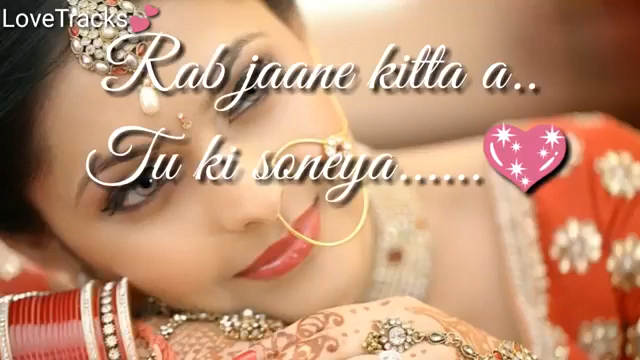 LoveTracks💕
Rab jaane kitta a..
Tu ki soneya......💖